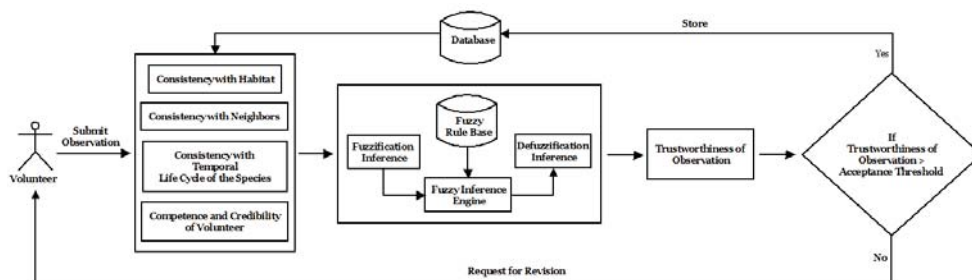 Store
Database
Yes
Consistency with Habitat
Consistency with Neighbors
Consistency with
Temporal
Life Cycle of the Species
Competence and Credibility
of Volunteer
Submit
Observation
Volunteer
Fuzzy
Rule Base
Fuzzification
Inference
Defuzzification
Inference
Fuzzy Inference
Engine
Trustworthiness of
Observation
If
Trustworthiness of
Observation >
Acceptance Threshold
No
Request for Revision